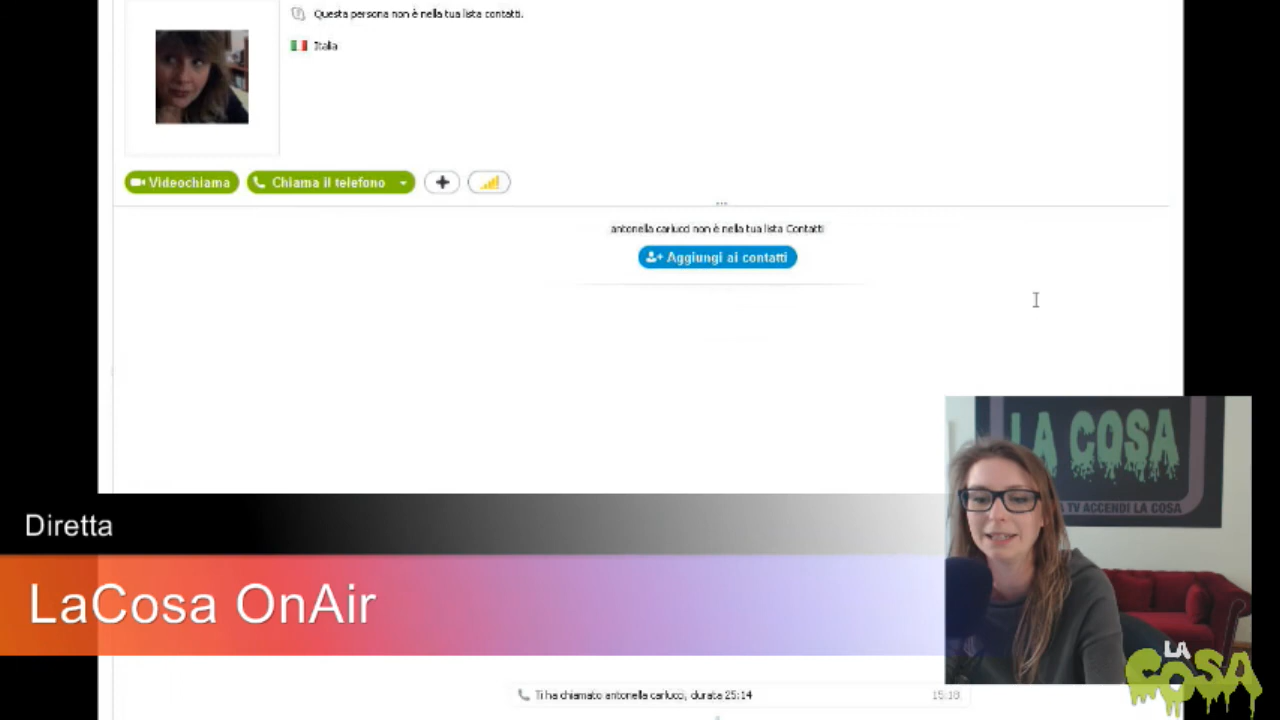 Questa persona non è nella tua lista contatti.
Italia
Videochiama
Chiama il telefono
antonella carlucci non è nella tua lista Contatti
Aggiungi ai contatti
LA COSA
TV ACCENDI LA COSA
Diretta
LaCosa OnAir
LA
COSA
Ti ha chiamato antonella carlucci, durata 25:14
15:18